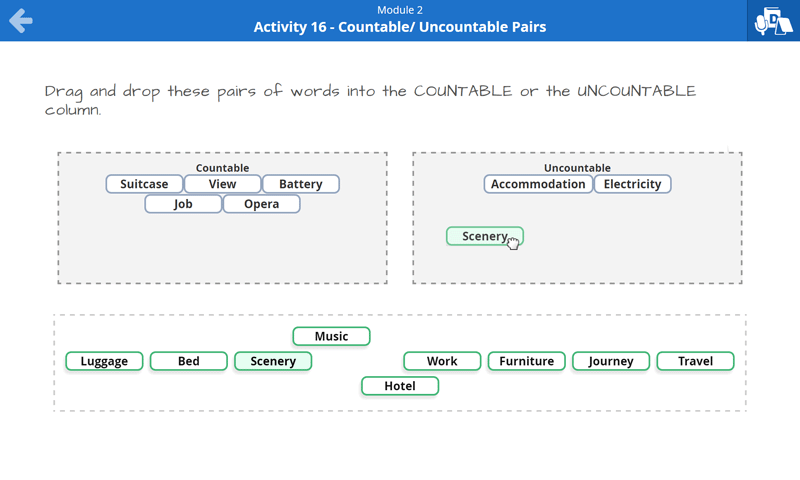 Module 2
Activity 16 - Countable/ Uncountable Pairs
Drag and drop these pairs of words into the COUNTABLE or the UNCOUNTABLE
column.
Countable
Suitcase View Battery
Job Opera
Uncountable
Accommodation Electricity
Scenery
Music
Luggage Bed Scenery Work Furniture Journey Travel
Hotel